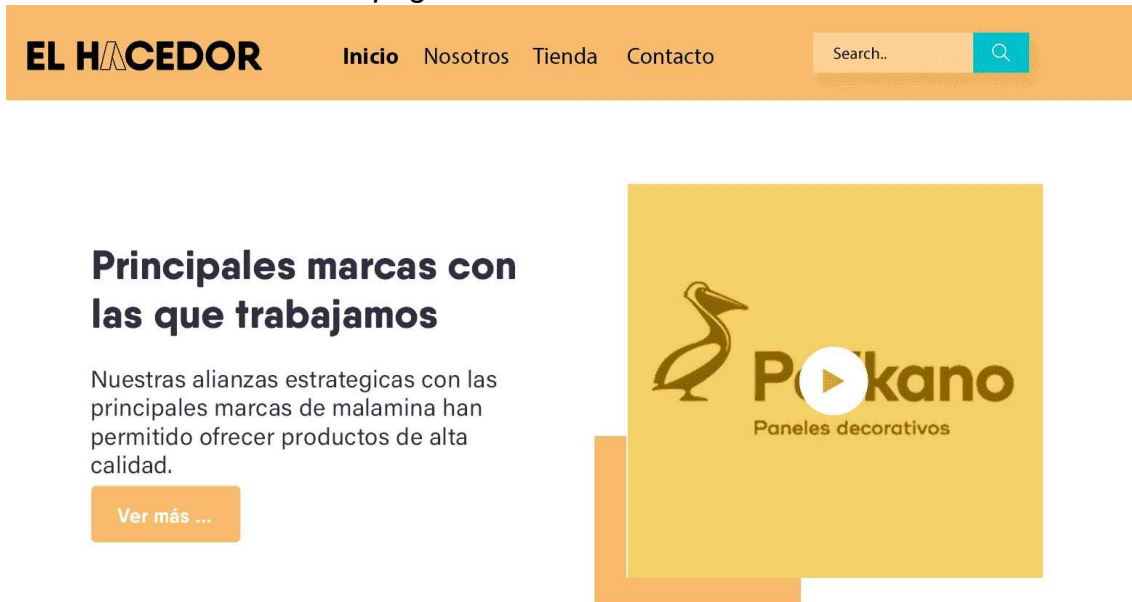 EL HACEDOR
Inicio Nosotros Tienda Contacto
Search..
Principales marcas con
las que trabajamos
Nuestras alianzas estrategicas con las
principales marcas de malamina han
permitido ofrecer productos de alta
calidad.
Ver más ...
Paneles decorativos